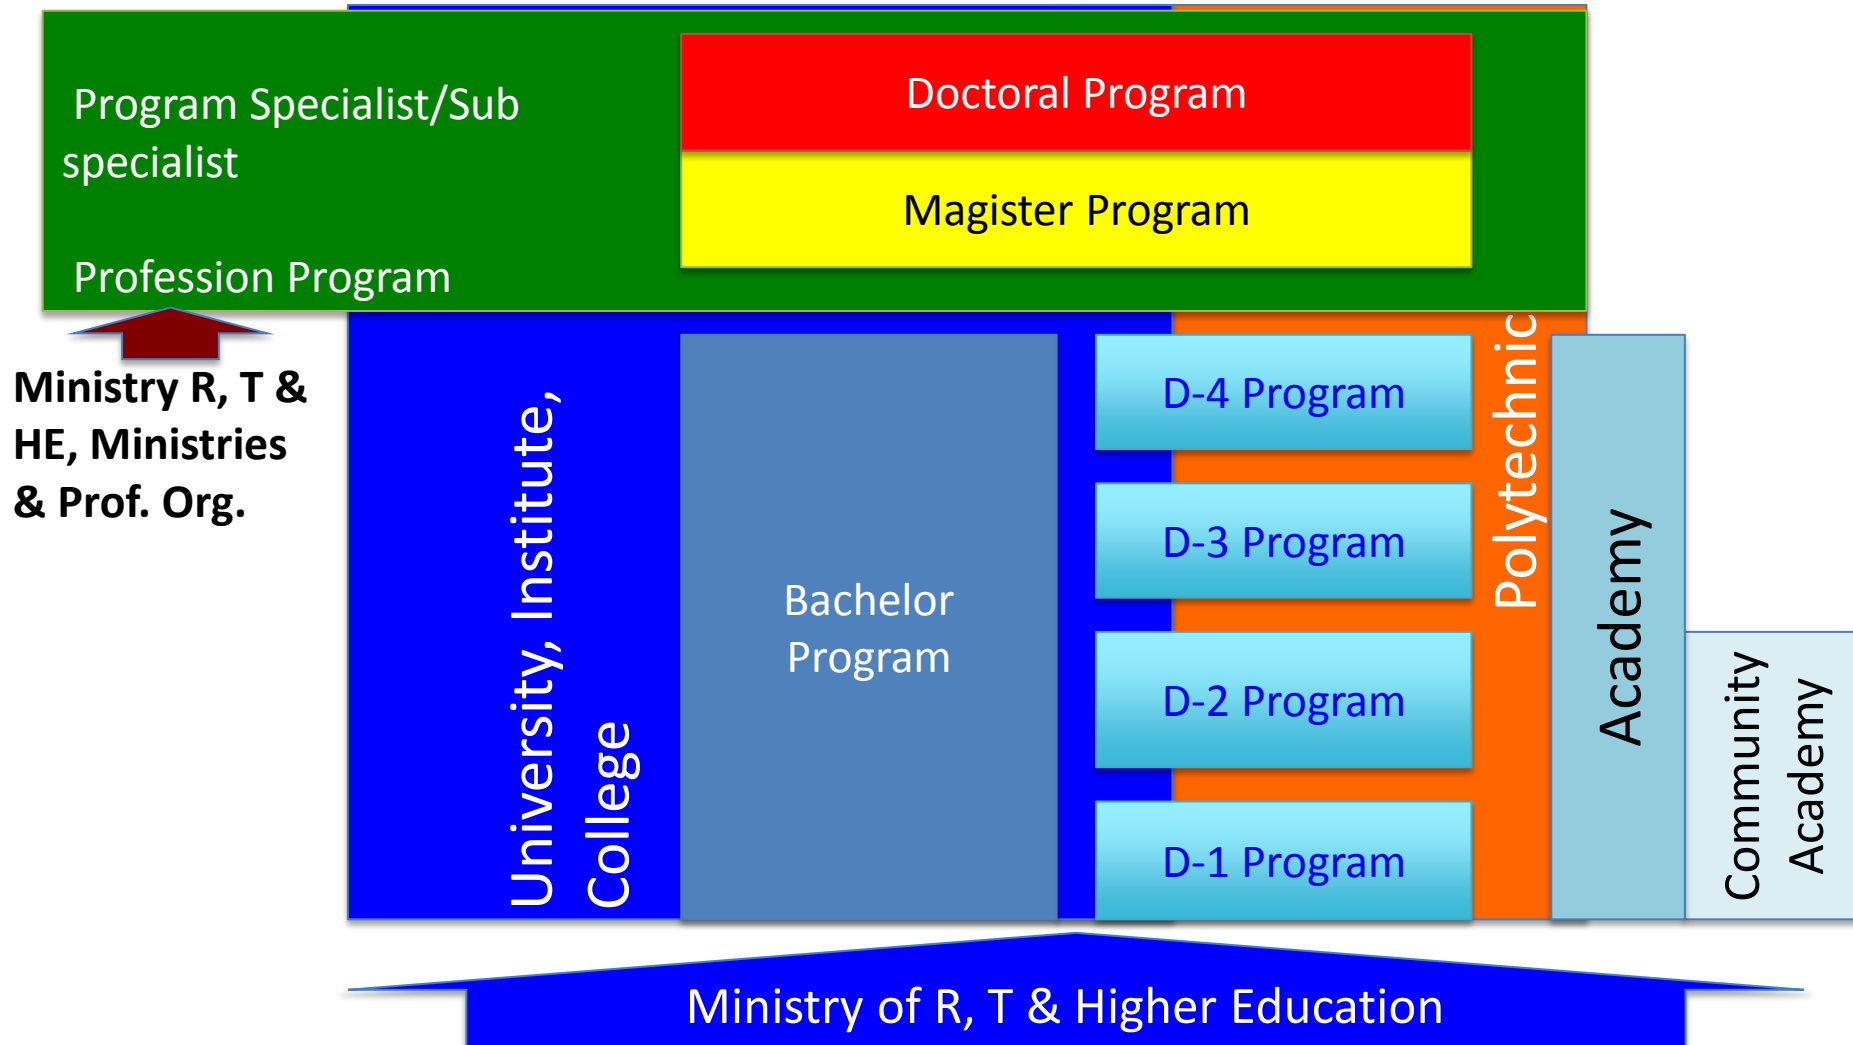 Program Specialist/Sub
specialist
Profession Program
Doctoral Program
Magister Program
Ministry R, T &
HE, Ministries
& Prof. Org.
University, Institute,
College
Bachelor
Program
D-4 Program
D-3 Program
D-2 Program
D-1 Program
Polytechnic
Academy
Community
Academy
Ministry of R, T & Higher Education